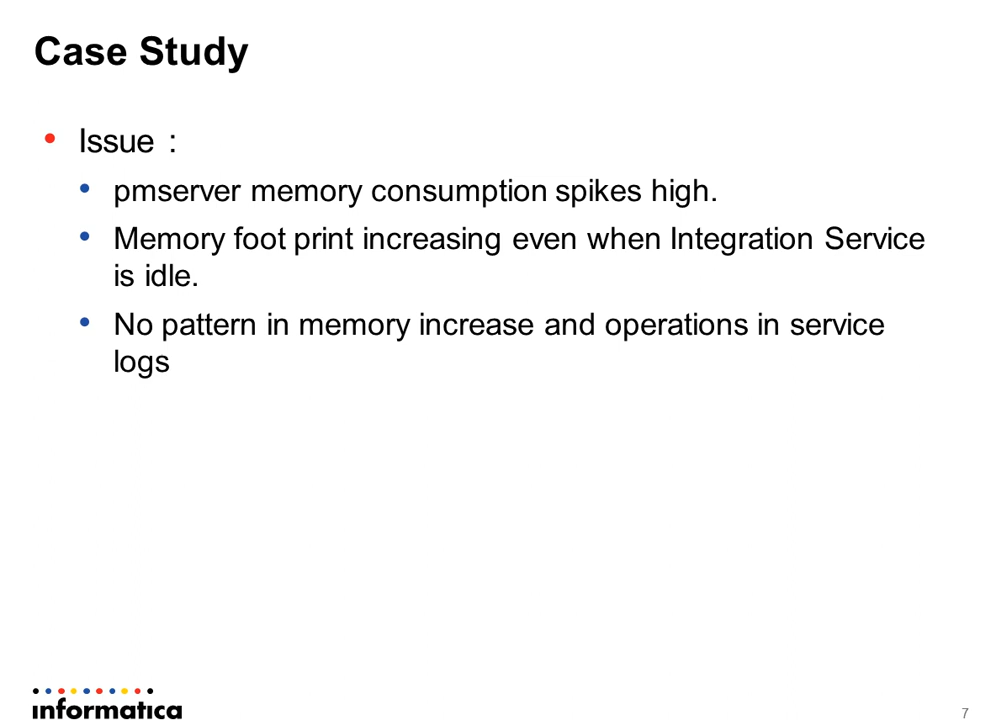 Case Study
Issue :
pmserver memory consumption spikes high.
Memory foot print increasing even when Integration Service
is idle.
No pattern in memory increase and operations in service
logs
informatica
7